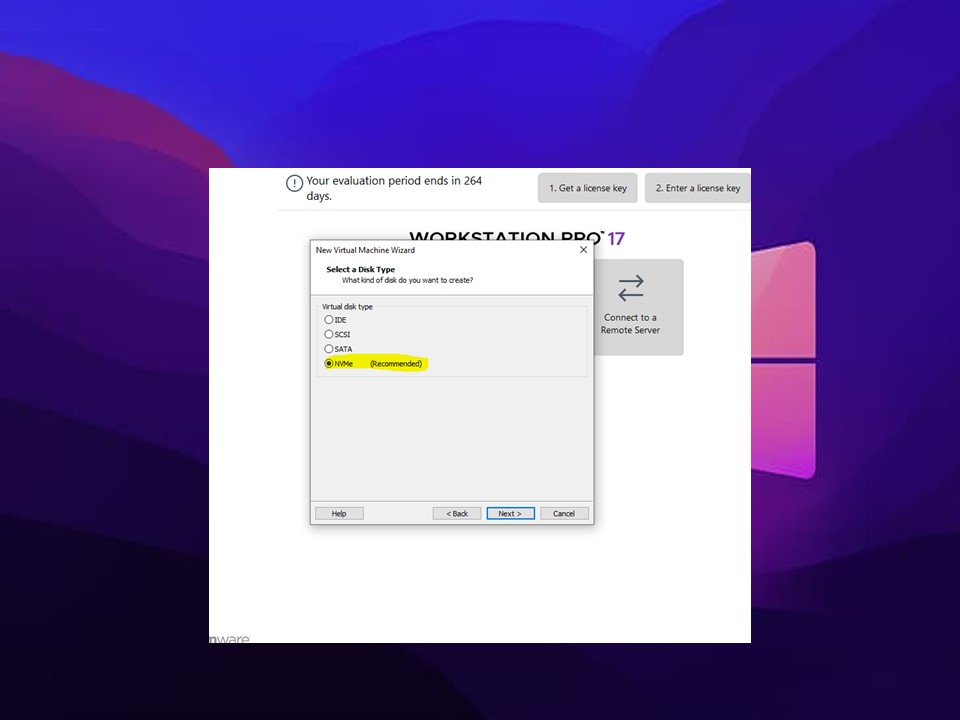 Your evaluation period ends in 264
days.
1. Get a license key
2. Enter a license key
WORKSTATION PRO™ 17
New Virtual Machine Wizard
Select a Disk Type
What kind of disk do you want to create?
Virtual disk type
IDE
SCSI
SATA
NVMe (Recommended)
Connect to a
Remote Server
Help
< Back
Next >
Cancel
mware